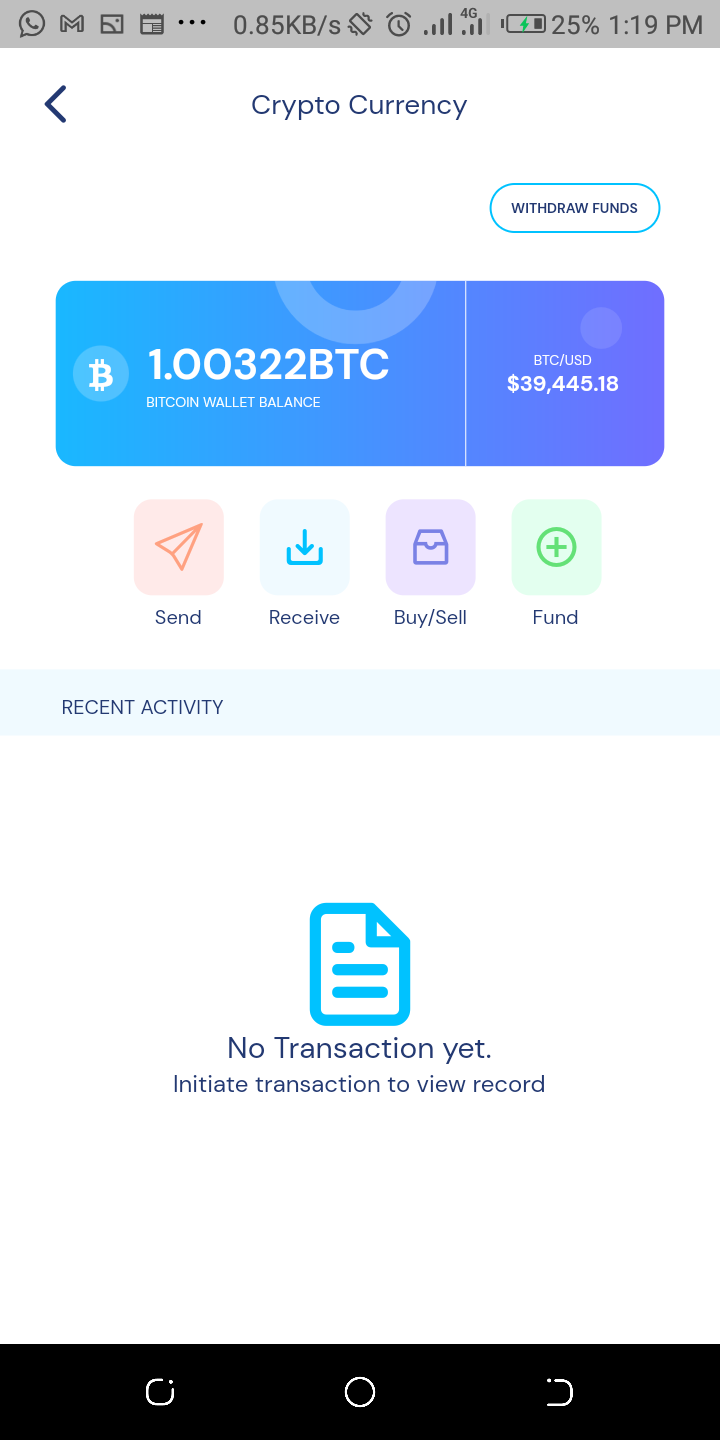 0.85KB/s 4G 25% 1:19 PM
Crypto Currency
WITHDRAW FUNDS
1.00322BTC
BITCOIN WALLET BALANCE
BTC/USD
$39,445.18
Send Receive Buy/Sell Fund
RECENT ACTIVITY
No Transaction yet.
Initiate transaction to view record